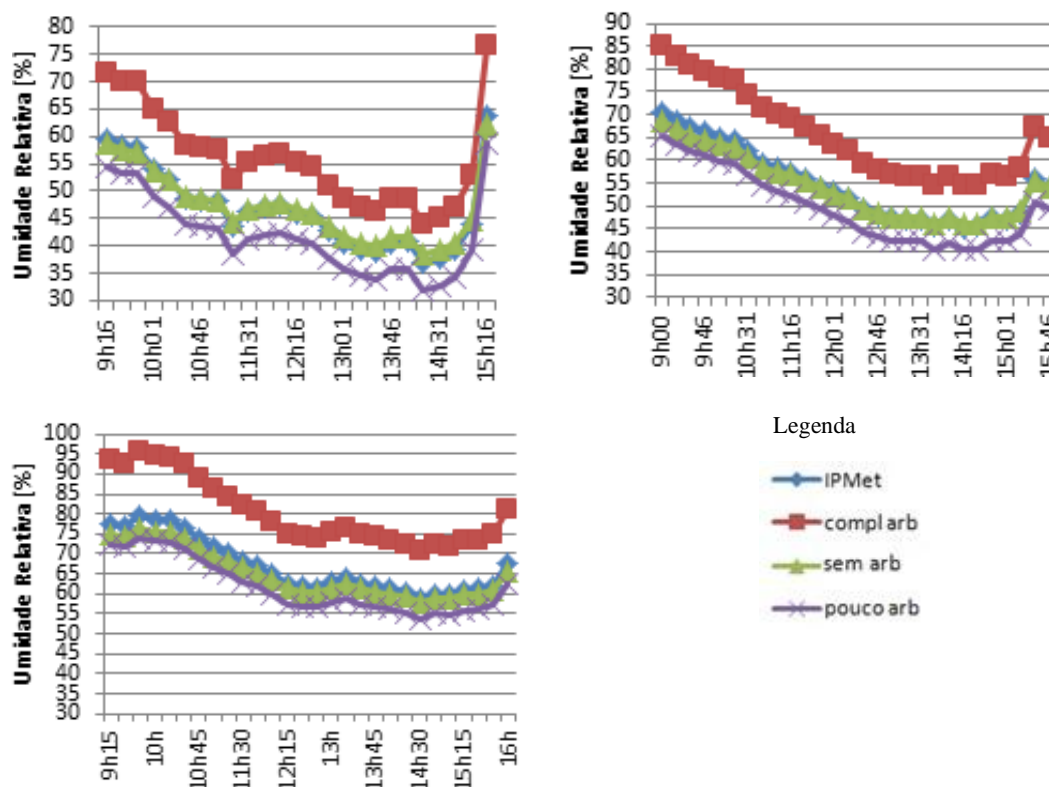 Umidade Relativa [%]
80
75
70
65
60
55
50
45
40
35
30
9h16
10h01
10h46
11h31
12h16
13h01
13h46
14h31
15h16
Umidade Relativa [%]
90
85
80
75
70
65
60
55
50
45
40
35
30
9h00
9h46
10h31
11h16
12h01
12h46
13h31
14h16
15h01
Umidade Relativa [%]
100
95
90
85
80
75
70
65
60
55
50
45
40
35
30
9h15
10h
10h45
11h30
12h15
13h
13h45
14h30
15h15
16h
Legenda
IPMet
compl arb
sem arb
pouco arb